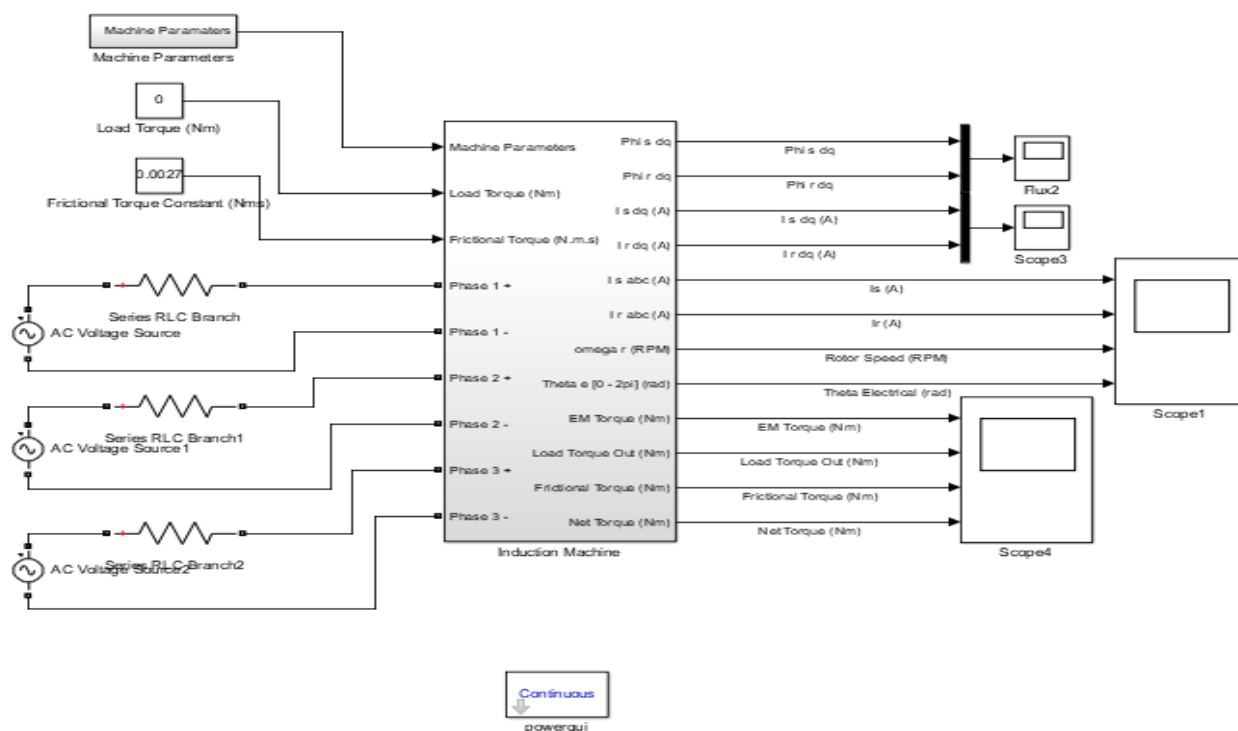 Machine Paramaters
Machine Parameters
0
Load Torque (Nm)
0.0027
Frictional Torque Constant (Nms)
Series RLC Branch
AC Voltage Source
Series RLC Branch1
AC Voltage Source1
Series RLC Branch2
AC Voltage Source2
Machine Parameters
Load Torque (Nm)
Frictional Torque (N.m.s)
Phase 1 +
Phase 1 -
Phase 2 +
Phase 2 -
Phase 3 +
Phase 3 -
Phi s dq
Phi r dq
I s dq (A)
I r dq (A)
I s abc (A)
I r abc (A)
omega r (RPM)
Theta e [0 - 2pi] (rad)
EM Torque (Nm)
Load Torque Out (Nm)
Frictional Torque (Nm)
Net Torque (Nm)
Induction Machine
Phi s dq
Phi r dq
I s dq (A)
I r dq (A)
Is (A)
Ir (A)
Rotor Speed (RPM)
Theta Electrical (rad)
EM Torque (Nm)
Load Torque Out (Nm)
Frictional Torque (Nm)
Net Torque (Nm)
Flux2
Scope3
Scope1
Scope4
Continuous
powergui